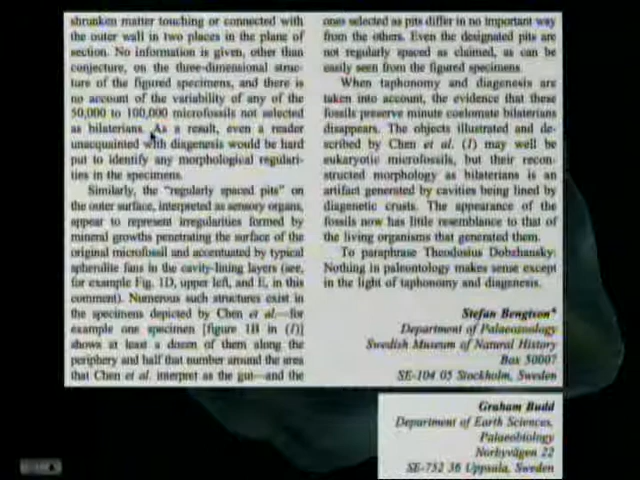 shrunken matter touching or connected with
the outer wall in two places in the plane of
section. No information is given, other than
conjecture, on the three-dimensional struc-
ture of the figured specimens, and there is
no account of the variability of any of the
50,000 to 100,000 microfossils not selected
as bilaterians. As a result, even a reader
unacquainted with diagenesis would be hard
put to identify any morphological regulari-
ties in the specimens.
Similarly, the "regularly spaced pits" on
the outer surface, interpreted as sensory organs,
appear to represent irregularities formed by
mineral growths penetrating the surface of the
original microfossil and accentuated by typical
spherulite fans in the cavity-lining layers (see,
for example Fig. 1D, upper left, and E, in this
comment). Numerous such structures exist in
the specimens depicted by Chen et al.—for
example one specimen [figure 1B in (1)]
shows at least a dozen of them along the
periphery and half that number around the area
that Chen et al. interpret as the gut—and the
ones selected as pits differ in no important way
from the others. Even the designated pits are
not regularly spaced as claimed, as can be
easily seen from the figured specimens.
When taphonomy and diagenesis are
taken into account, the evidence that these
fossils preserve minute coelomate bilaterians
disappears. The objects illustrated and de-
scribed by Chen et al. (1) may well be
eukaryotic microfossils, but their recon-
structed morphology as bilaterians is an
artifact generated by cavities being lined by
diagenetic crusts. The appearance of the
fossils now has little resemblance to that of
the living organisms that generated them.
To paraphrase Theodosius Dobzhansky:
Nothing in paleontology makes sense except
in the light of taphonomy and diagenesis.
Stefan Bengtson*
Department of Palaeozoology
Swedish Museum of Natural History
Box 50007
SE-104 05 Stockholm, Sweden
Graham Budd
Department of Earth Sciences,
Palaeobiology
Norbyvägen 22
SE-752 36 Uppsala, Sweden